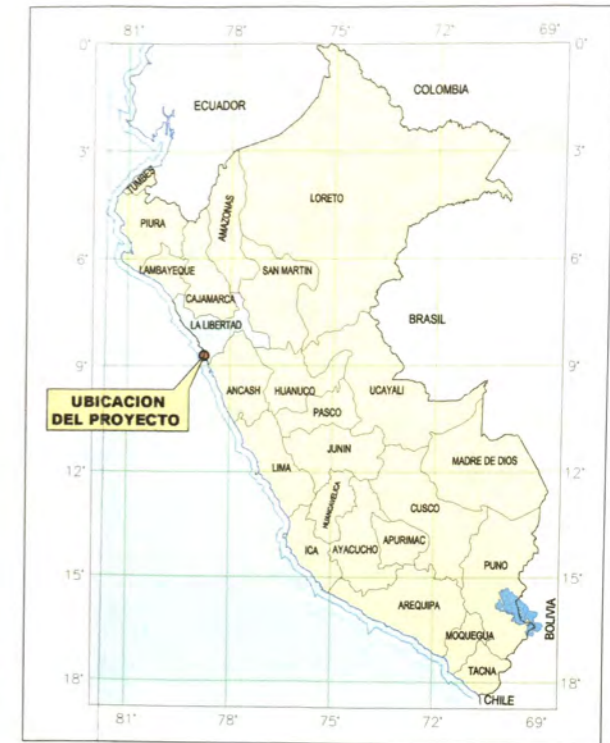 81° 78° 75° 72° 69°
0° 0°
COLOMBIA
ECUADOR
3° 3°
TUMBES
LORETO
AMAZONAS
PIURA
6° 6°
LAMBAYEQUE
SAN MARTIN
CAJAMARCA
BRASIL
LA LIBERTAD
9° 9°
ANCASH
HUANUCO
UCAYALI
UBICACION
DEL PROYECTO
PASCO
JUNIN
MADRE DE DIOS
LIMA
12° 12°
HUANCAVELICA
CUSCO
ICA
AYACUCHO
APURIMAC
PUNO
15° 15°
AREQUIPA
BOLIVIA
MOQUEGUA
TACNA
18° 18°
CHILE
81° 78° 75° 72° 69°